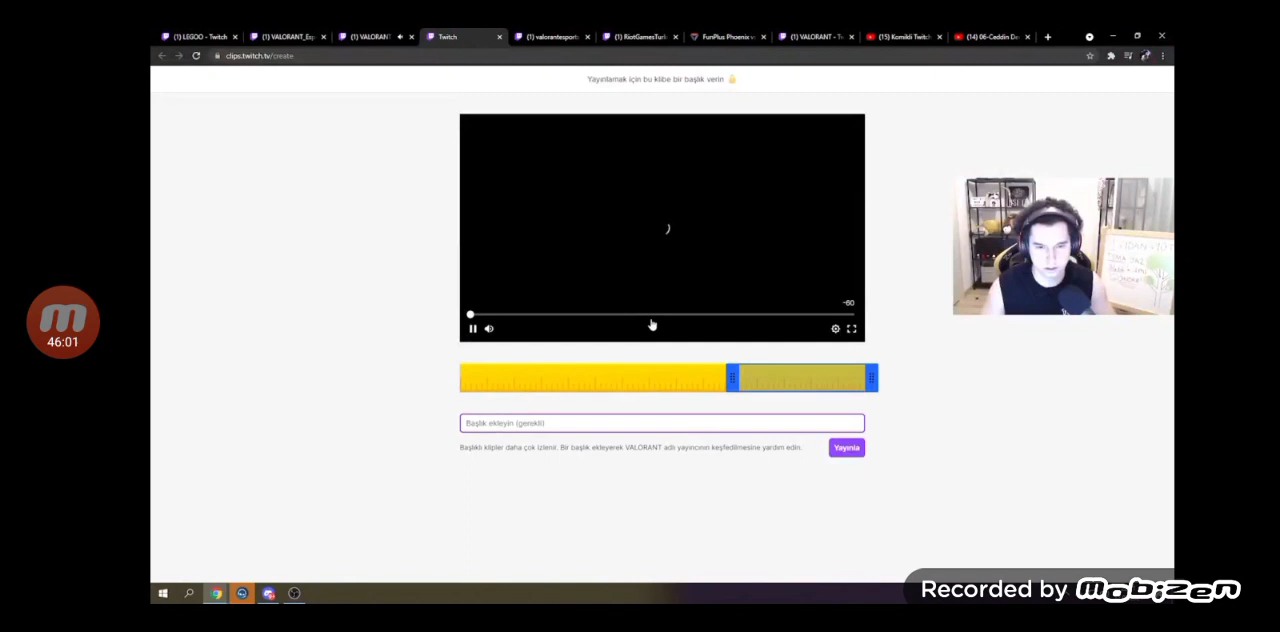 (1) LEGOO - Twitch
(1) VALORANT_Esp
(1) VALORANT
Twitch
(1) valorantesports
(1) RiotGamesTurk
FunPlus Phoenix v
(1) VALORANT - Tw
(15) Komikli Twitch
(14) 06-Ceddin De
clips.twitch.tv/create
Yayınlamak için bu klibe bir başlık verin
-60
46:01
Başlık ekleyin (gerekli)
Başlıklı klipler daha çok izlenir. Bir başlık ekleyerek VALORANT adlı yayıncının keşfedilmesine yardım edin.
Yayınla
Recorded by mobizen